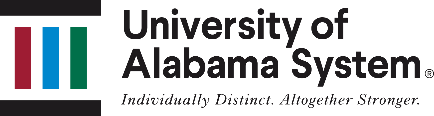 University of
Alabama System®
Individually Distinct. Altogether Stronger.